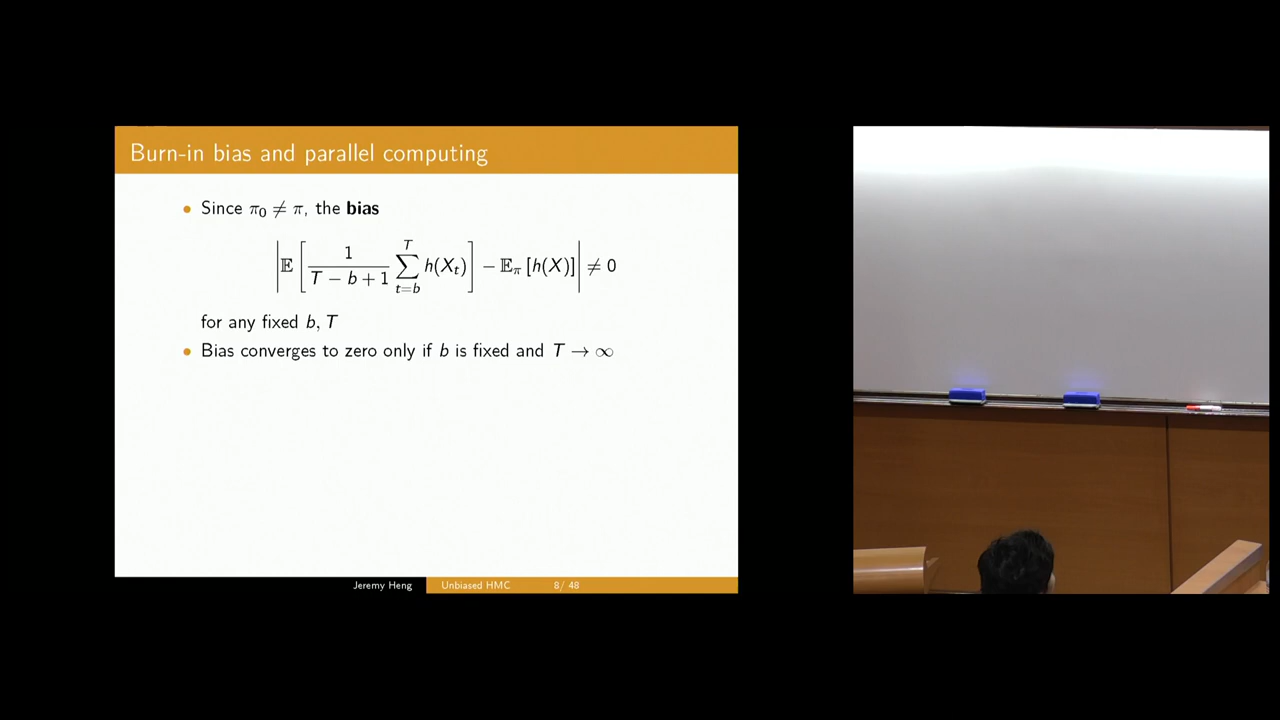 Burn-in bias and parallel computing
• Since π₀ ≠ π, the bias
|𝔼[1/(T − b + 1) ∑_{t=b}^{T} h(X_t)] − 𝔼_π [h(X)]| ≠ 0
for any fixed b, T
• Bias converges to zero only if b is fixed and T → ∞
Jeremy Heng Unbiased HMC 8/ 48